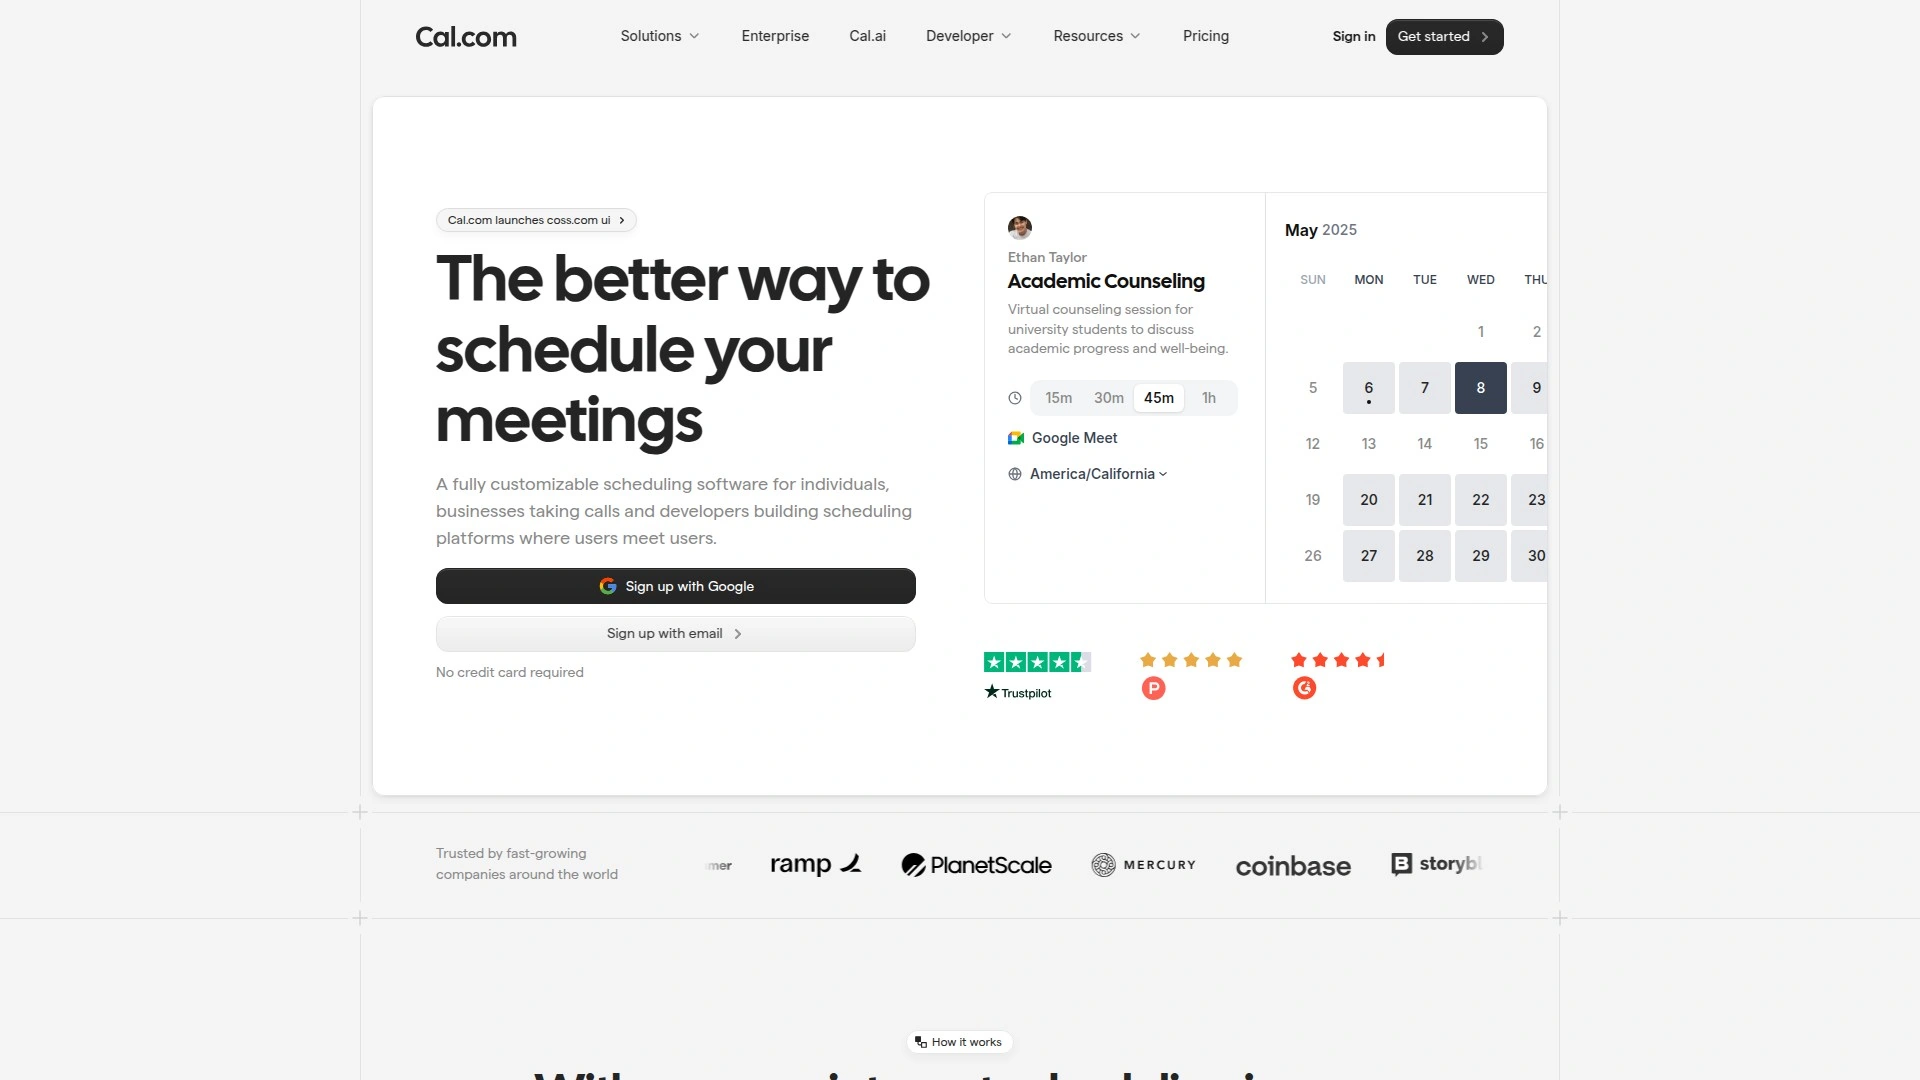 Cal.com
Solutions
Enterprise
Cal.ai
Developer
Resources
Pricing
Sign in
Get started
Cal.com launches coss.com ui
The better way to
schedule your
meetings
A fully customizable scheduling software for individuals,
businesses taking calls and developers building scheduling
platforms where users meet users.
Sign up with Google
Sign up with email
No credit card required
Ethan Taylor
Academic Counseling
Virtual counseling session for
university students to discuss
academic progress and well-being.
15m 30m 45m 1h
Google Meet
America/California
May 2025
SUN MON TUE WED THU
1 2
5 6 7 8 9
12 13 14 15 16
19 20 21 22 23
26 27 28 29 30
Trustpilot
P
G2
Trusted by fast-growing
companies around the world
mer
ramp
PlanetScale
MERCURY
coinbase
B storybl
How it works